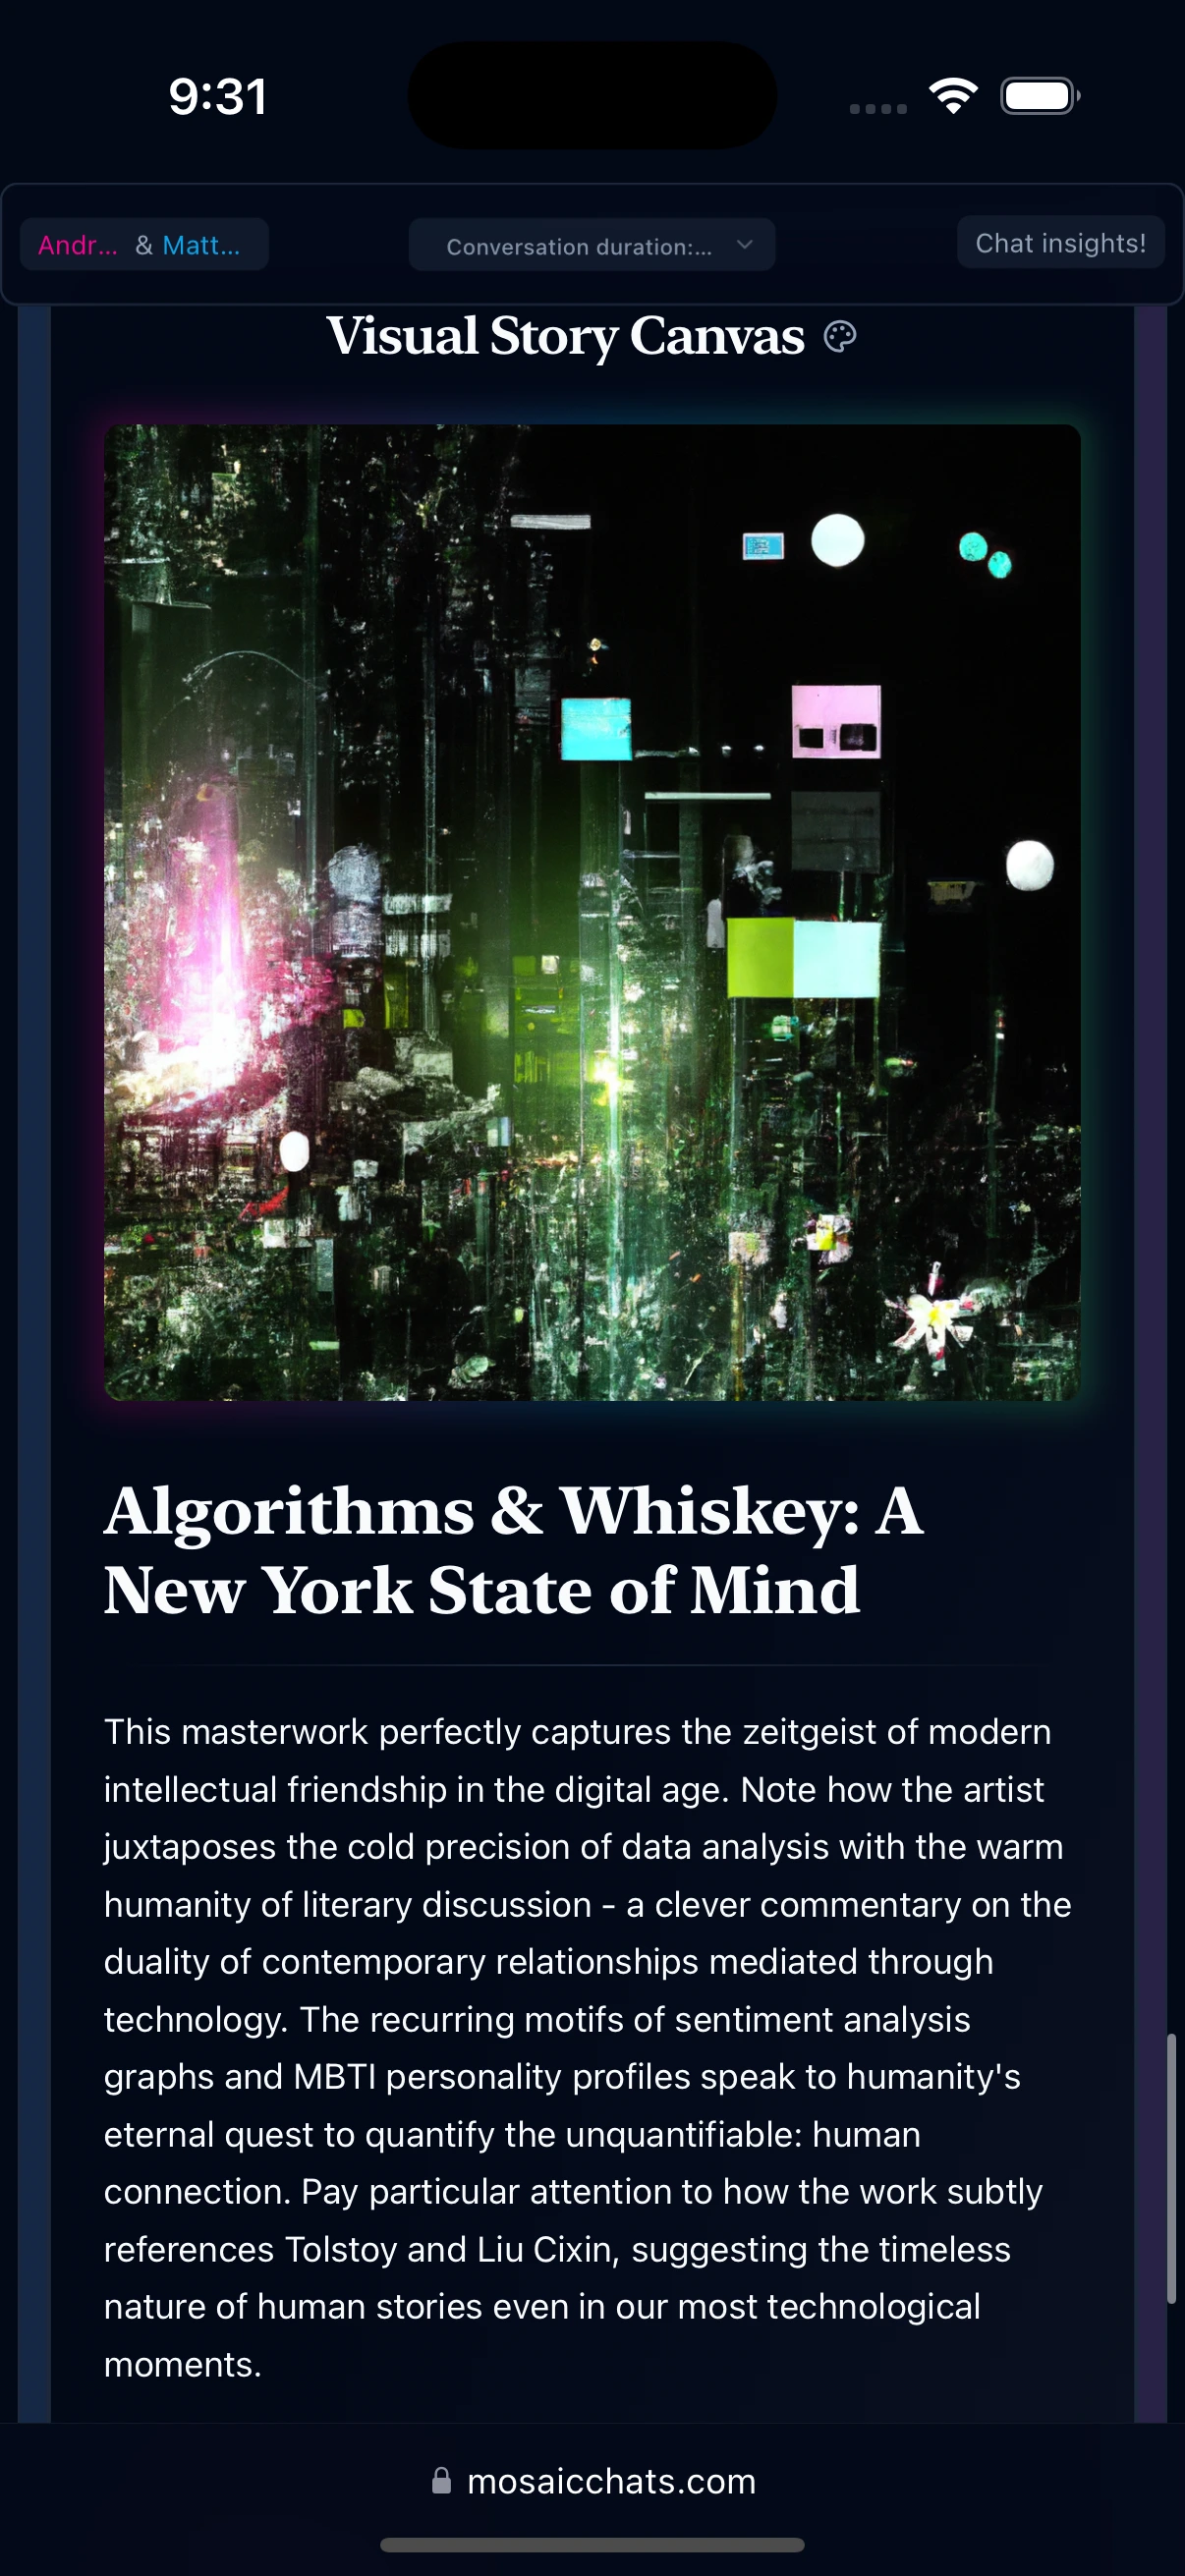 9:31
Andr... & Matt...
Conversation duration:...
Chat insights!
Visual Story Canvas
Algorithms & Whiskey: A
New York State of Mind
This masterwork perfectly captures the zeitgeist of modern
intellectual friendship in the digital age. Note how the artist
juxtaposes the cold precision of data analysis with the warm
humanity of literary discussion - a clever commentary on the
duality of contemporary relationships mediated through
technology. The recurring motifs of sentiment analysis
graphs and MBTI personality profiles speak to humanity's
eternal quest to quantify the unquantifiable: human
connection. Pay particular attention to how the work subtly
references Tolstoy and Liu Cixin, suggesting the timeless
nature of human stories even in our most technological
moments.
mosaicchats.com